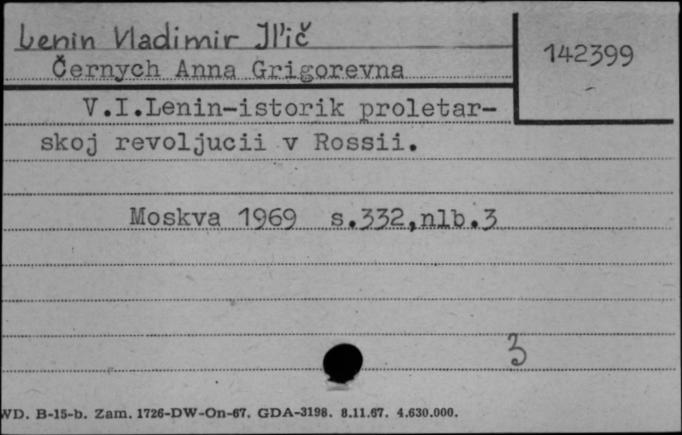 Lenin Vladimir Il'ič
142399
Černych Anna Grigorevna
V.I.Lenin-istorik proletar-
skoj revoljucii v Rossii.
Moskva 1969 s.332,nlb.3
3
WD. B-15-b. Zam. 1726-DW-On-67. GDA-3198. 8.11.67. 4.630.000.